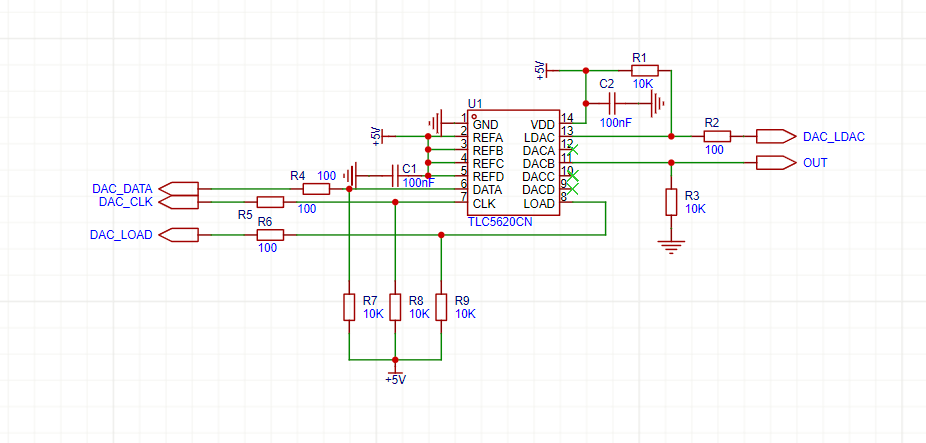 +5V
R1
10K
C2
100nF
U1
1 GND VDD 14
2 REFA LDAC 13
3 REFB DACA 12
4 REFC DACB 11
5 REFD DACC 10
6 DATA DACD 9
7 CLK LOAD 8
TLC5620CN
R2
100
DAC_LDAC
OUT
+5V
C1
100nF
R4 100
DAC_DATA
DAC_CLK
R5 100
R6
DAC_LOAD
100
R3
10K
R7
10K
R8
10K
R9
10K
+5V